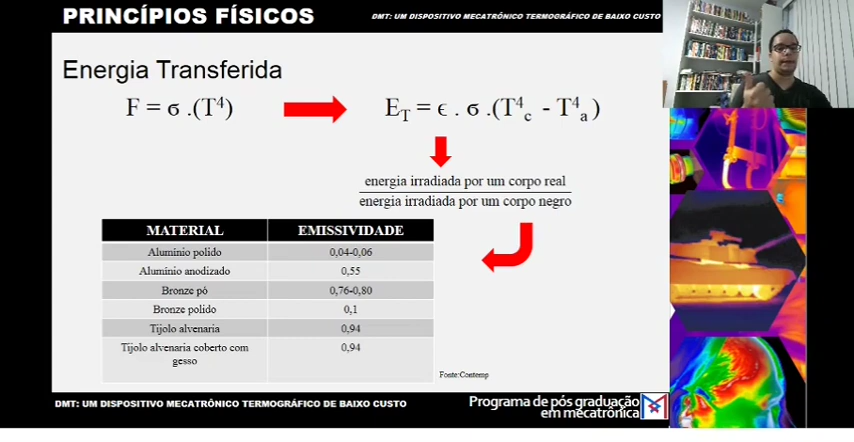 PRINCÍPIOS FÍSICOS
DMT: UM DISPOSITIVO MECATRÔNICO TERMOGRÁFICO DE BAIXO CUSTO
Energia Transferida
F = σ .(T⁴)
E_T = ϵ . σ .(T⁴_c - T⁴_a )
energia irradiada por um corpo real
energia irradiada por um corpo negro
MATERIAL EMISSIVIDADE
Alumínio polido 0,04-0,06
Alumínio anodizado 0,55
Bronze pó 0,76-0,80
Bronze polido 0,1
Tijolo alvenaria 0,94
Tijolo alvenaria coberto com 0,94
gesso
Fonte:Contemp
DMT: UM DISPOSITIVO MECATRÔNICO TERMOGRÁFICO DE BAIXO CUSTO
Programa de pós graduação
em mecatrônica